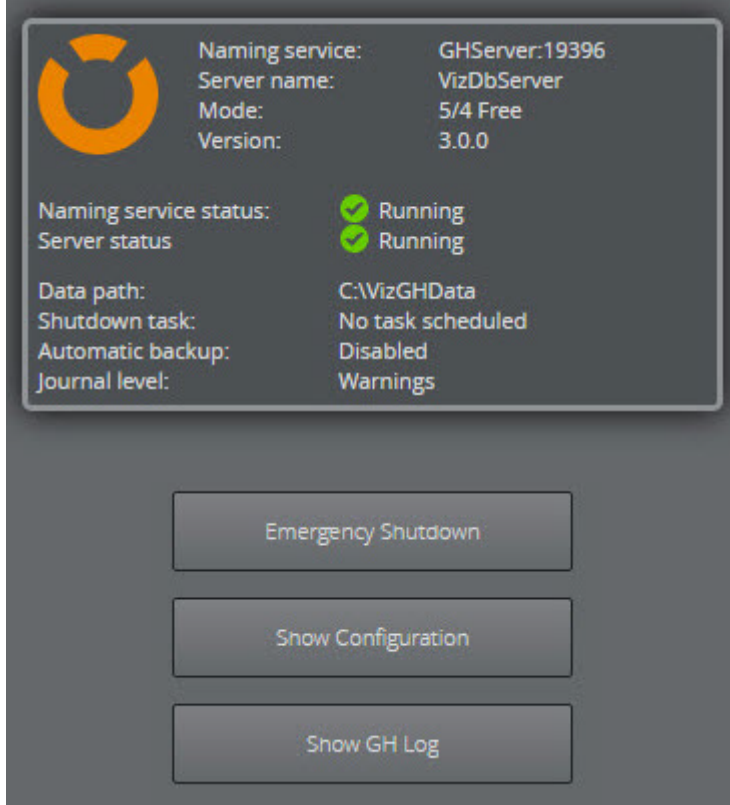 Naming service: GHServer:19396
Server name: VizDbServer
Mode: 5/4 Free
Version: 3.0.0
Naming service status: Running
Server status Running
Data path: C:\VizGHData
Shutdown task: No task scheduled
Automatic backup: Disabled
Journal level: Warnings
Emergency Shutdown
Show Configuration
Show GH Log